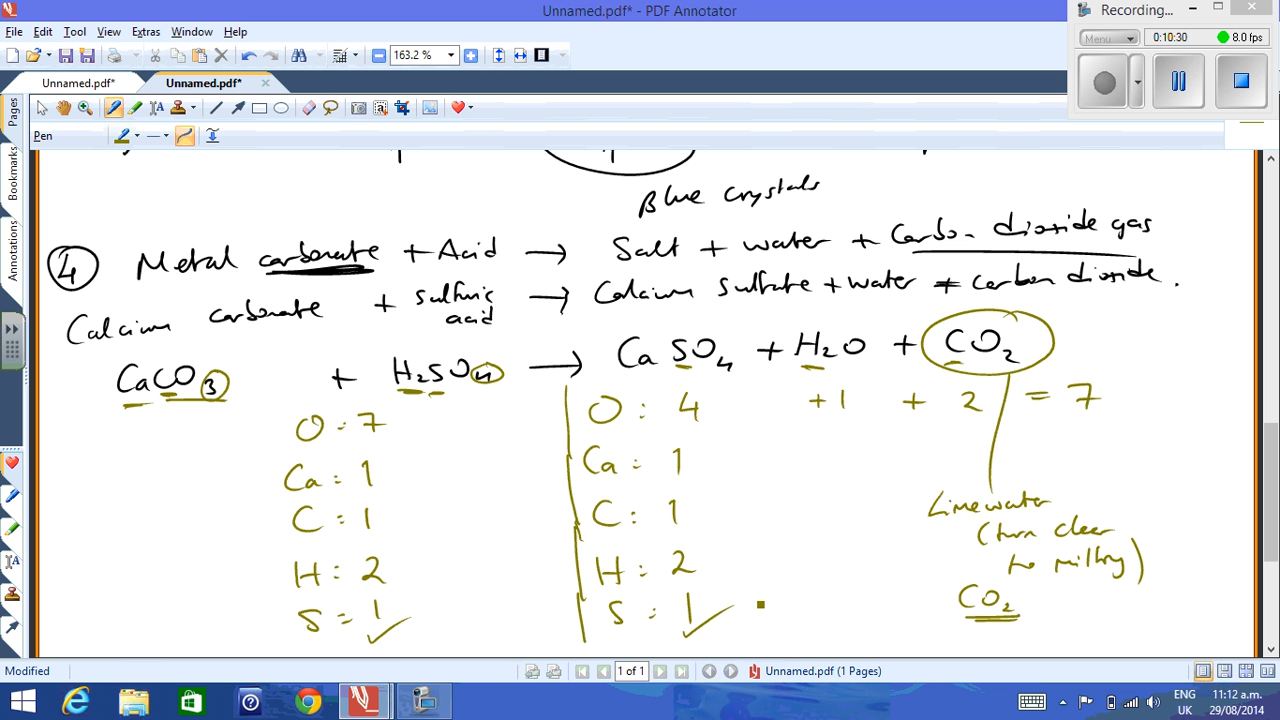 Unnamed.pdf* - PDF Annotator
Recording...
File Edit Tool View Extras Window Help
Menu 0:10:30 8.0 fps
163.2 %
Unnamed.pdf* Unnamed.pdf*
Pen
Pages
Bookmarks
Annotations
Blue crystals
4 Metal carbonate + Acid → Salt + water + Carbon dioxide gas
Calcium carbonate + sulfuric acid → Calcium sulfate + water + carbon dioxide.
CaCO3 + H2SO4 → CaSO4 + H2O + CO2
O : 7 O : 4 +1 + 2 = 7
Ca : 1 Ca : 1
C : 1 C : 1
H : 2 H : 2
S = 1 ✓ S : 1 ✓
Limewater
(turn clear
to milky)
CO2
Modified 1 of 1 Unnamed.pdf (1 Pages)
ENG 11:12 a.m.
UK 29/08/2014